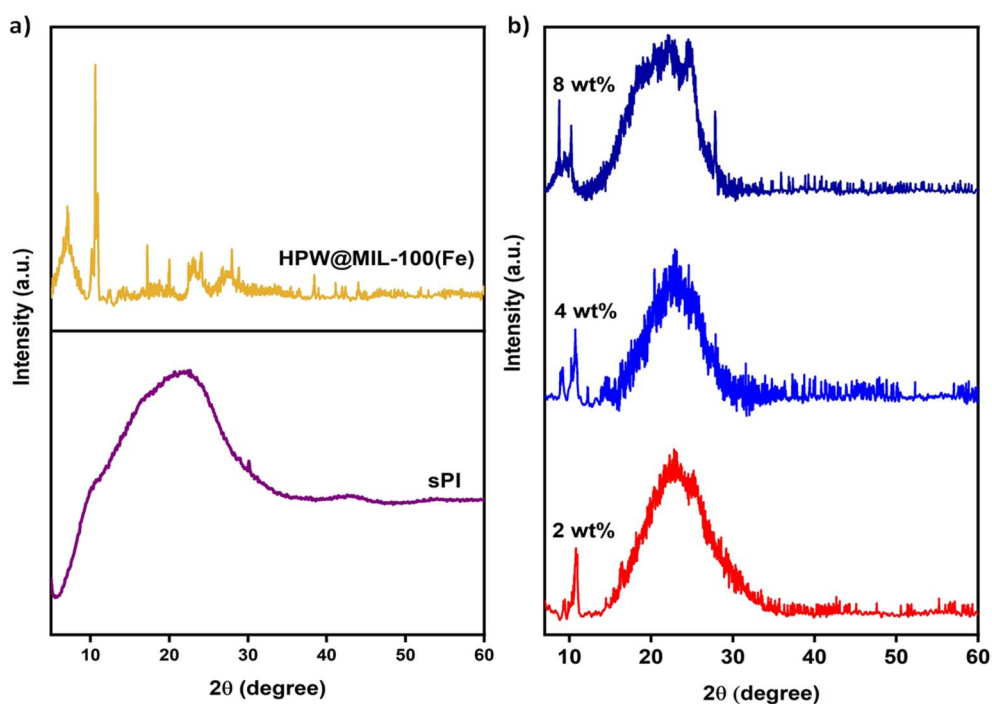 a)
HPW@MIL-100(Fe)
sPI
Intensity (a.u.)
10 20 30 40 50 60
2θ (degree)
b)
8 wt%
4 wt%
2 wt%
Intensity (a.u.)
10 20 30 40 50 60
2θ (degree)